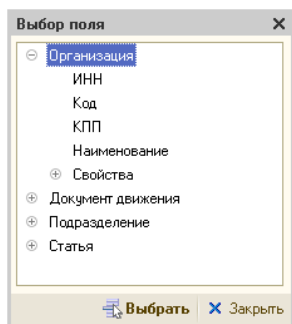 Выбор поля
Организация
ИНН
Код
КПП
Наименование
Свойства
Документ движения
Подразделение
Статья
Выбрать Закрыть